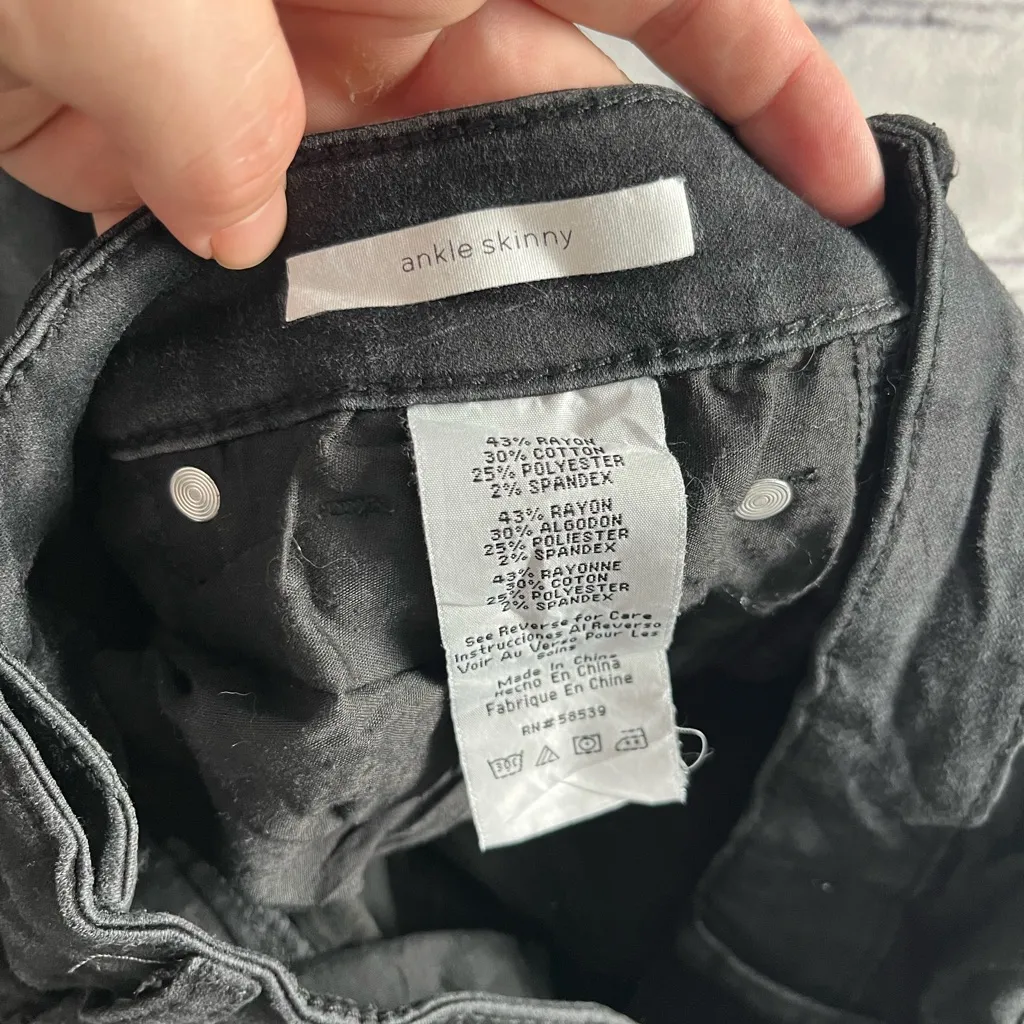 ankle skinny
43% RAYON
30% COTTON
25% POLYESTER
2% SPANDEX
43% RAYON
30% ALGODON
25% POLIESTER
2% SPANDEX
43% RAYONNE
30% COTON
25% POLYESTER
2% SPANDEX
See Reverse for Care
Instrucciones Al Reverso
Voir Au Verso Pour Les
Soins
Made In China
Hecho En China
Fabrique En Chine
RN#58539
30C